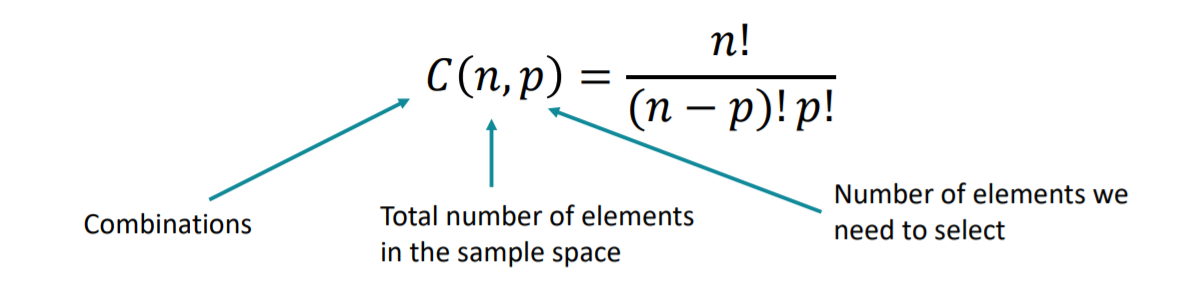 C(n, p) = n! / (n − p)! p!
Combinations
Total number of elements
in the sample space
Number of elements we
need to select